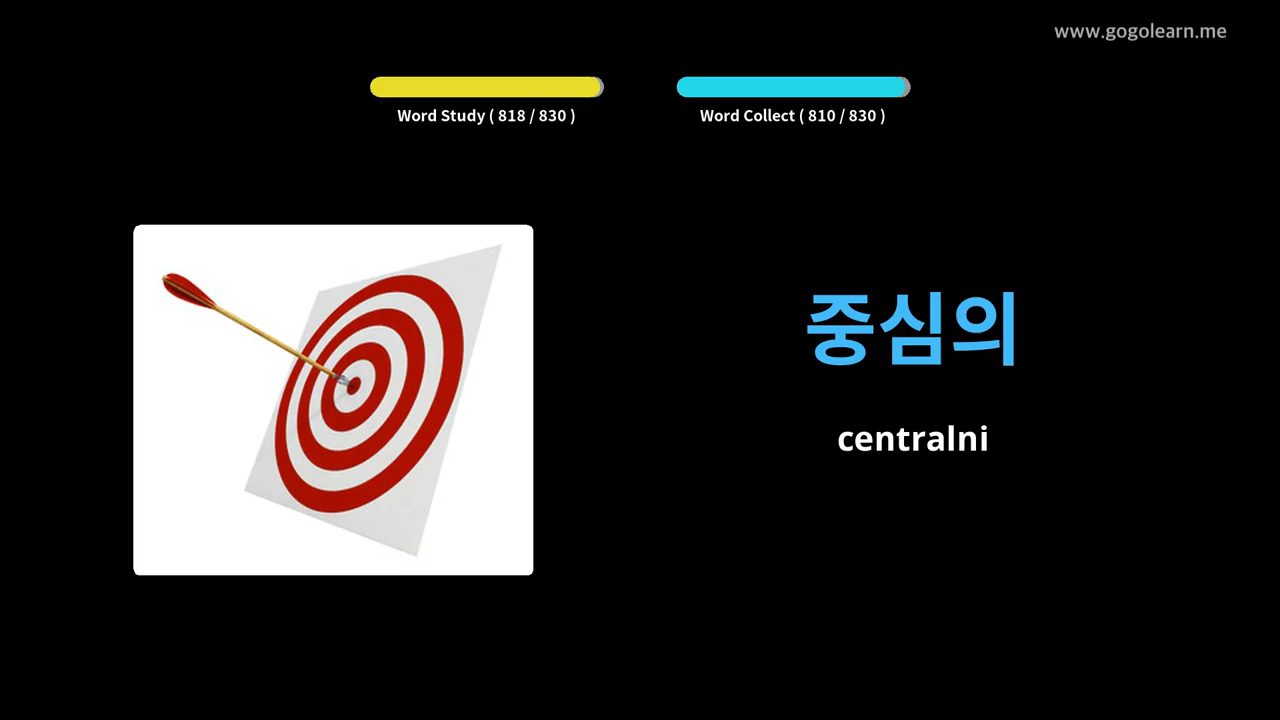 www.gogolearn.me
Word Study ( 818 / 830 )
Word Collect ( 810 / 830 )
중심의
centralni